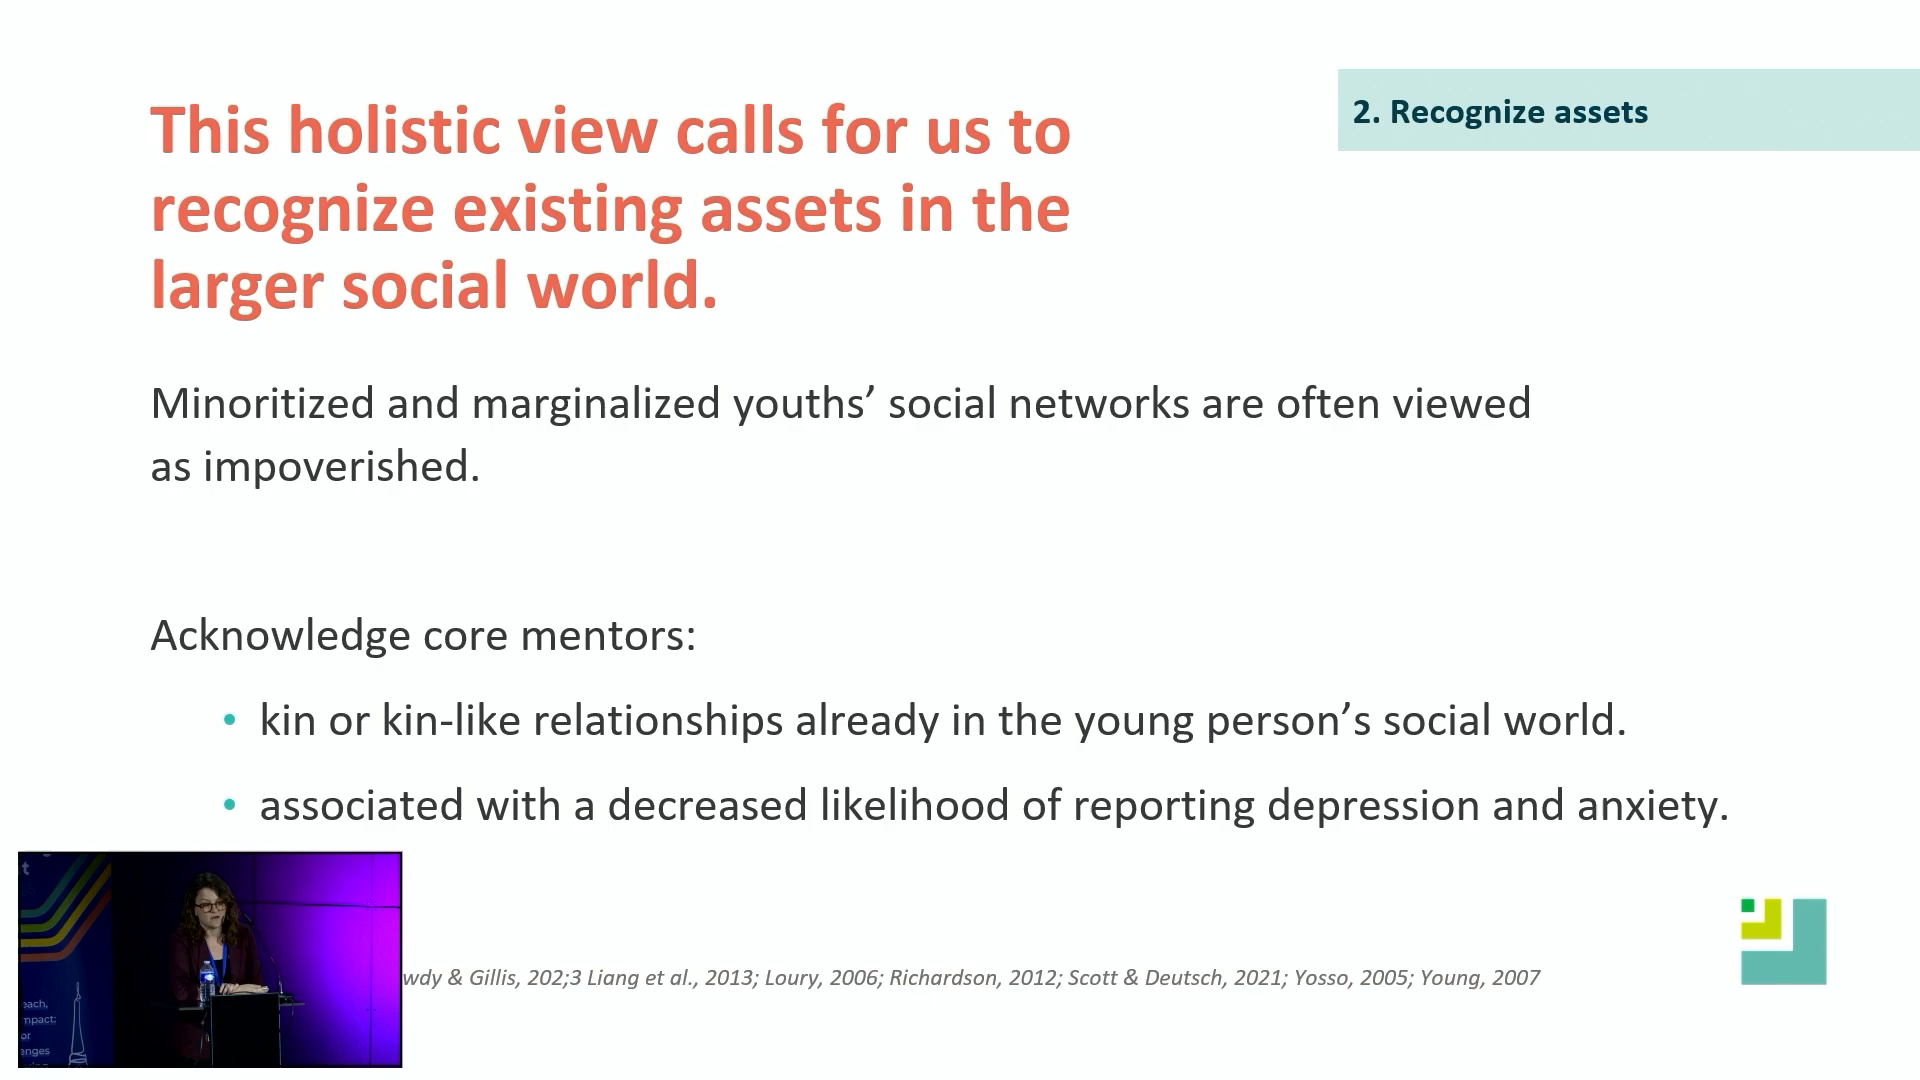 2. Recognize assets
This holistic view calls for us to
recognize existing assets in the
larger social world.
Minoritized and marginalized youths’ social networks are often viewed
as impoverished.
Acknowledge core mentors:
• kin or kin-like relationships already in the young person’s social world.
• associated with a decreased likelihood of reporting depression and anxiety.
& Gillis, 202;3 Liang et al., 2013; Loury, 2006; Richardson, 2012; Scott & Deutsch, 2021; Yosso, 2005; Young, 2007